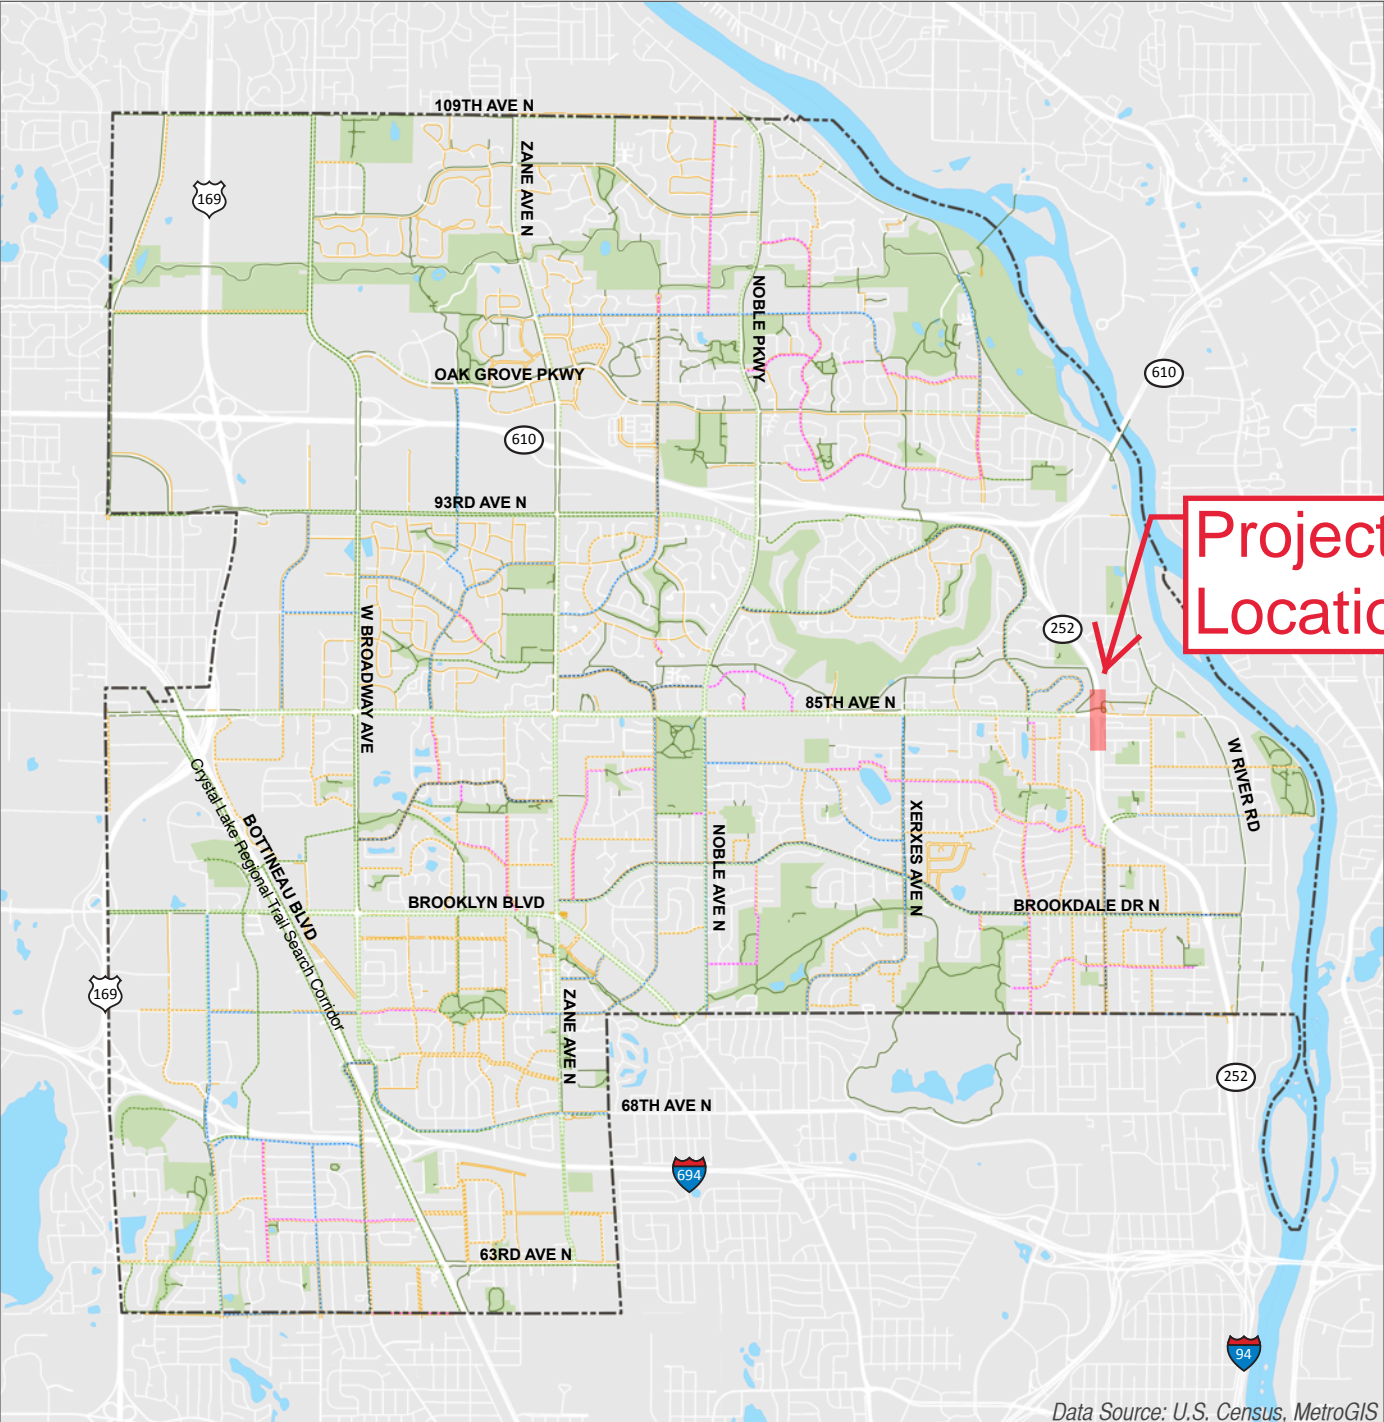 109TH AVE N
ZANE AVE N
169
NOBLE PKWY
OAK GROVE PKWY
610
610
93RD AVE N
Project
Locatio
252
W BROADWAY AVE
85TH AVE N
W RIVER RD
Crystal Lake Regional Trail Search Corridor
BOTTINEAU BLVD
XERXES AVE N
NOBLE AVE N
BROOKLYN BLVD
BROOKDALE DR N
169
ZANE AVE N
252
68TH AVE N
694
63RD AVE N
94
Data Source: U.S. Census, MetroGIS